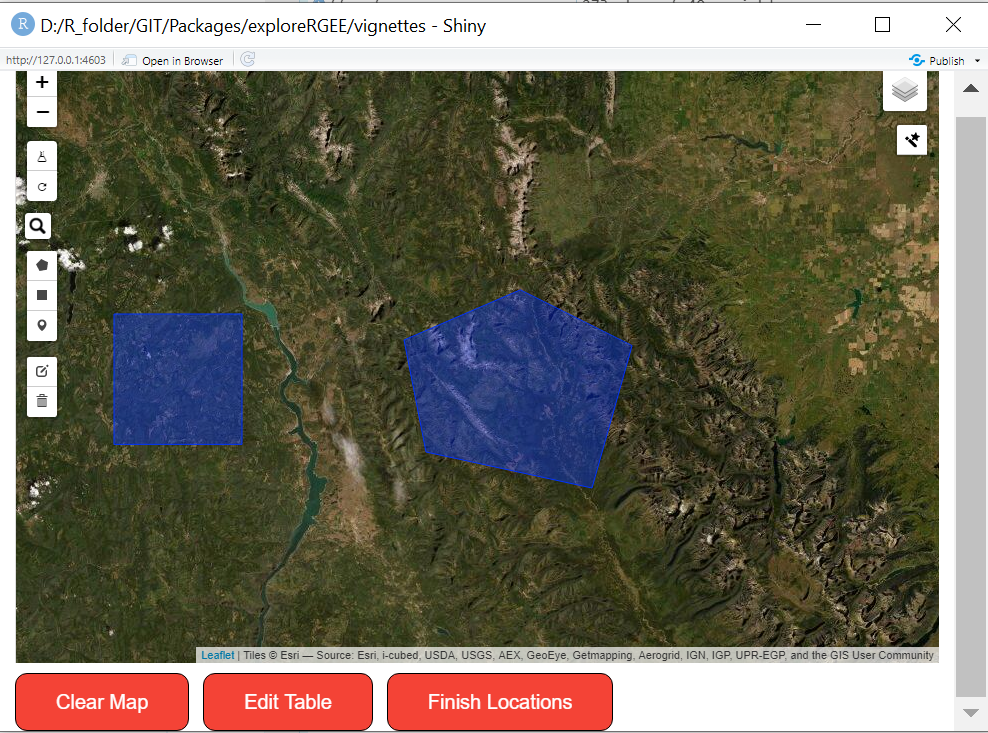 R D:/R_folder/GIT/Packages/exploreRGEE/vignettes - Shiny
http://127.0.0.1:4603 Open in Browser Publish
+
−
Leaflet | Tiles © Esri — Source: Esri, i-cubed, USDA, USGS, AEX, GeoEye, Getmapping, Aerogrid, IGN, IGP, UPR-EGP, and the GIS User Community
Clear Map Edit Table Finish Locations